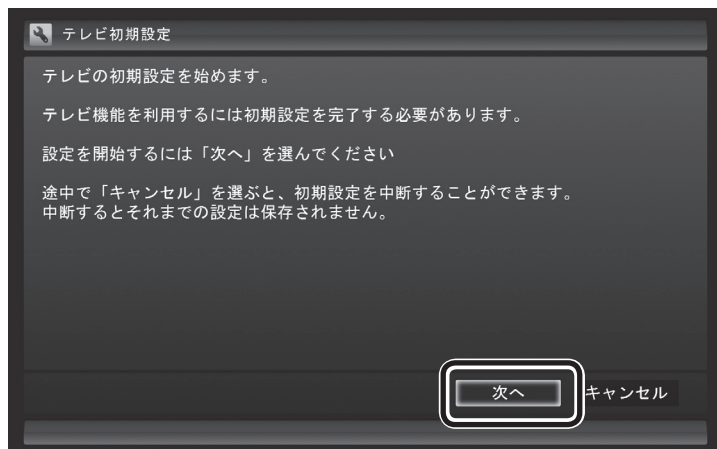 テレビ初期設定
テレビの初期設定を始めます。
テレビ機能を利用するには初期設定を完了する必要があります。
設定を開始するには「次へ」を選んでください
途中で「キャンセル」を選ぶと、初期設定を中断することができます。
中断するとそれまでの設定は保存されません。
次へ
キャンセル